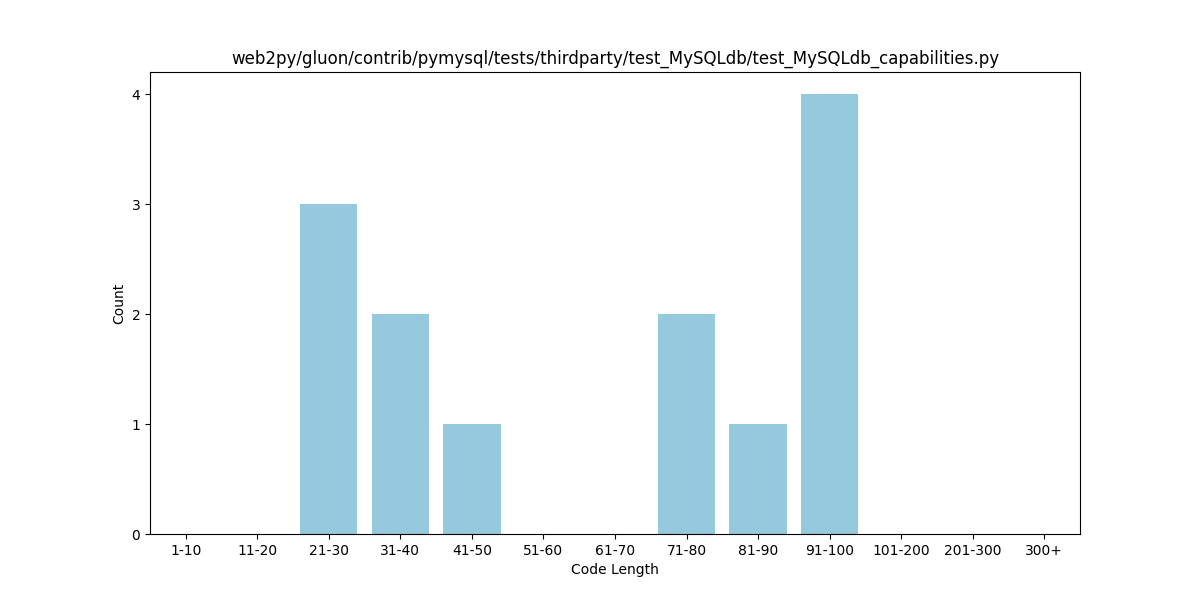 web2py/gluon/contrib/pymysql/tests/thirdparty/test_MySQLdb/test_MySQLdb_capabilities.py
4
3
2
1
0
Count
1-10 11-20 21-30 31-40 41-50 51-60 61-70 71-80 81-90 91-100 101-200 201-300 300+
Code Length